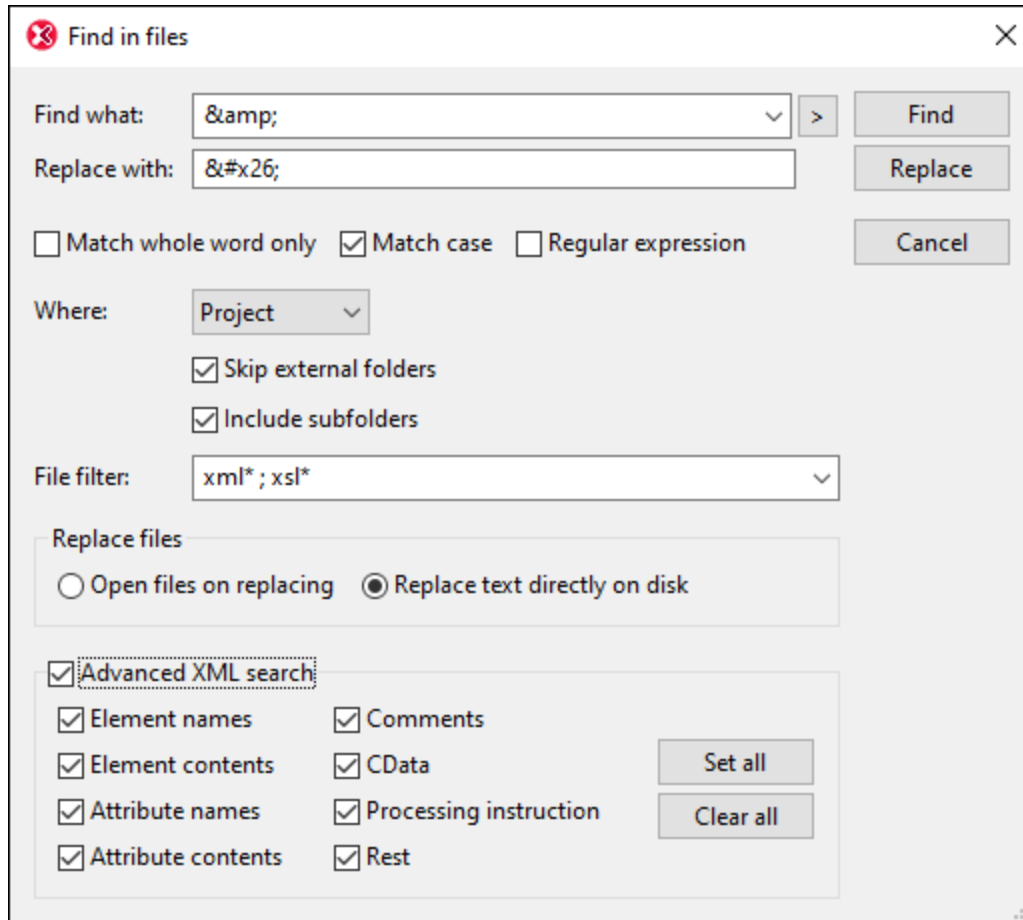 Find in files
Find what: &amp;amp; > Find
Replace with: &amp;#x26; Replace
Match whole word only Match case Regular expression Cancel
Where: Project
Skip external folders
Include subfolders
File filter: xml* ; xsl*
Replace files
Open files on replacing Replace text directly on disk
Advanced XML search
Element names Comments
Element contents CData Set all
Attribute names Processing instruction Clear all
Attribute contents Rest